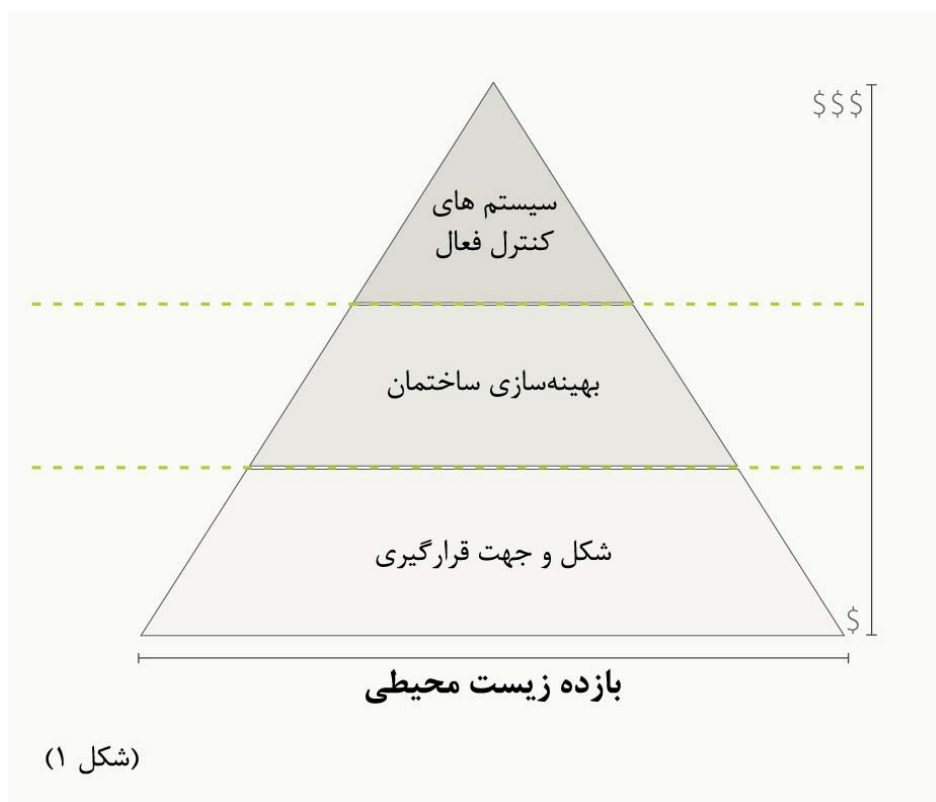 $$$
سیستم های
کنترل فعال
بهینه‌سازی ساختمان
شکل و جهت قرارگیری
$
بازده زیست محیطی
(شکل ۱)